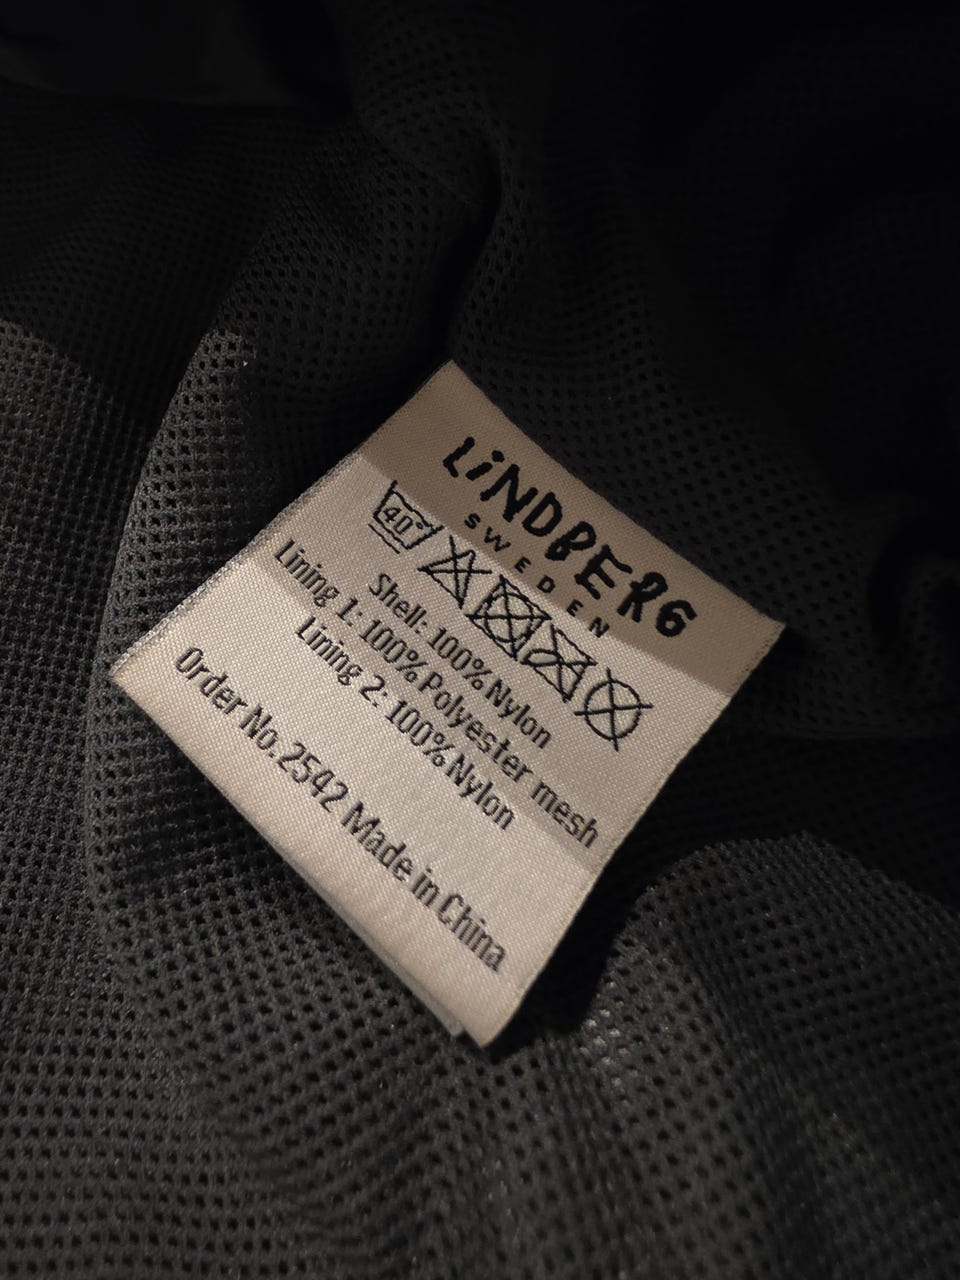 LiNDBERG
SWEDEN
40°
Shell: 100% Nylon
Lining 1: 100% Polyester mesh
Lining 2: 100% Nylon
Order No. 2542 Made in China